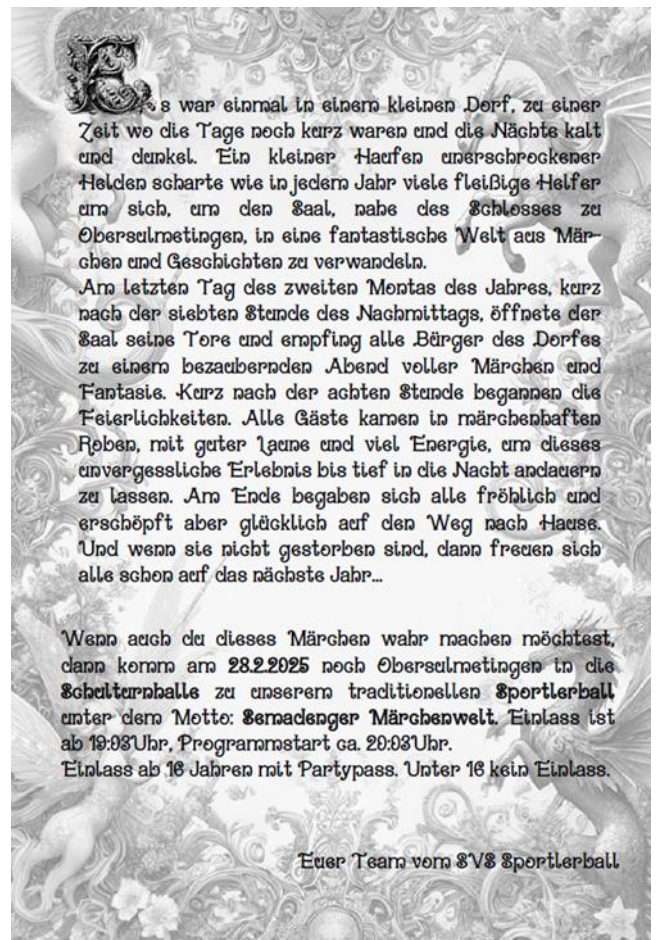 Es war einmal in einem kleinen Dorf, zu einer
Zeit wo die Tage noch kurz waren und die Nächte kalt
und dunkel. Ein kleiner Haufen unerschrockener
Helden scharte wie in jedem Jahr viele fleißige Helfer
um sich, um den Saal, nahe des Schlosses zu
Obersulmetingen, in eine fantastische Welt aus Mär-
chen und Geschichten zu verwandeln.
Am letzten Tag des zweiten Montas des Jahres, kurz
nach der siebten Stunde des Nachmittags, öffnete der
Saal seine Tore und empfing alle Bürger des Dorfes
zu einem bezaubernden Abend voller Märchen und
Fantasie. Kurz nach der achten Stunde begannen die
Feierlichkeiten. Alle Gäste kamen in märchenhaften
Roben, mit guter Laune und viel Energie, um dieses
unvergessliche Erlebnis bis tief in die Nacht andauern
zu lassen. Am Ende begaben sich alle fröhlich und
erschöpft aber glücklich auf den Weg nach Hause.
Und wenn sie nicht gestorben sind, dann freuen sich
alle schon auf das nächste Jahr...
Wenn auch du dieses Märchen wahr machen möchtest,
dann komm am 28.2.2025 noch Obersulmetingen in die
Schulturnhalle zu unserem traditionellen Sportlerball
unter dem Motto: Semadenger Märchenwelt. Einlass ist
ab 19:03Uhr, Programmstart ca. 20:03Uhr.
Einlass ab 16 Jahren mit Partypass. Unter 16 kein Einlass.
Euer Team vom SVS Sportlerball